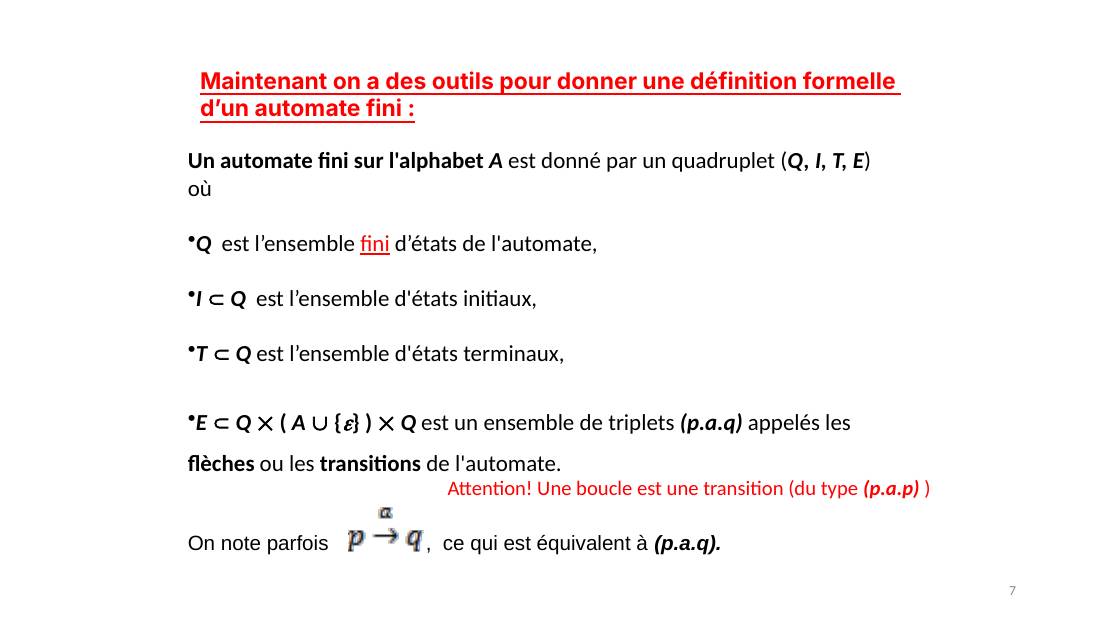 Maintenant on a des outils pour donner une définition formelle
d’un automate fini :
Un automate fini sur l'alphabet A est donné par un quadruplet (Q, I, T, E)
où
•Q est l’ensemble fini d’états de l'automate,
•I ⊂ Q est l’ensemble d'états initiaux,
•T ⊂ Q est l’ensemble d'états terminaux,
•E ⊂ Q × ( A ∪ {ε} ) × Q est un ensemble de triplets (p.a.q) appelés les
flèches ou les transitions de l'automate.
Attention! Une boucle est une transition (du type (p.a.p) )
a
On note parfois p → q , ce qui est équivalent à (p.a.q).
7